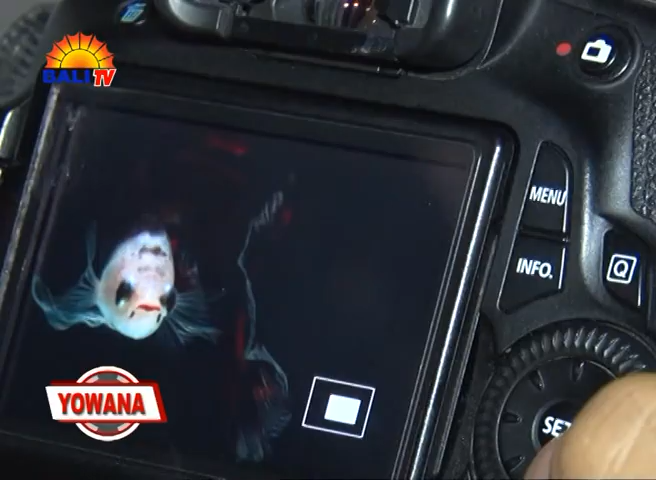 BALI TV
MENU
INFO.
Q
YOWANA
SET